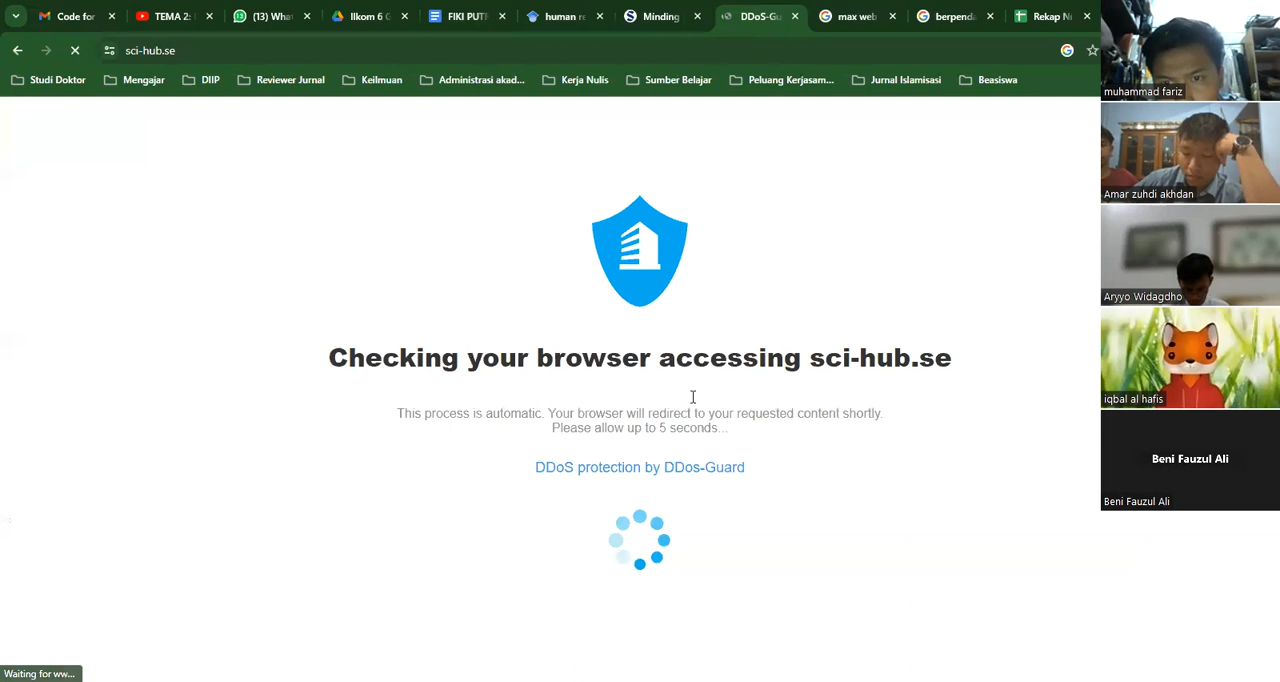 Code for
TEMA 2:
(13) Wha
Ilkom 6 G
FIKI PUT
human re
Minding
DDoS-Gu
max web
berpenda
Rekap Ni
sci-hub.se
Studi Doktor
Mengajar
DIIP
Reviewer Jurnal
Keilmuan
Administrasi akad...
Kerja Nulis
Sumber Belajar
Peluang Kerjasam...
Jurnal Islamisasi
Beasiswa
Checking your browser accessing sci-hub.se
This process is automatic. Your browser will redirect to your requested content shortly.
Please allow up to 5 seconds...
DDoS protection by DDos-Guard
Waiting for ww...
muhammad fariz
Amar zuhdi akhdan
Aryyo Widagdho
iqbal al hafis
Beni Fauzul Ali
Beni Fauzul Ali